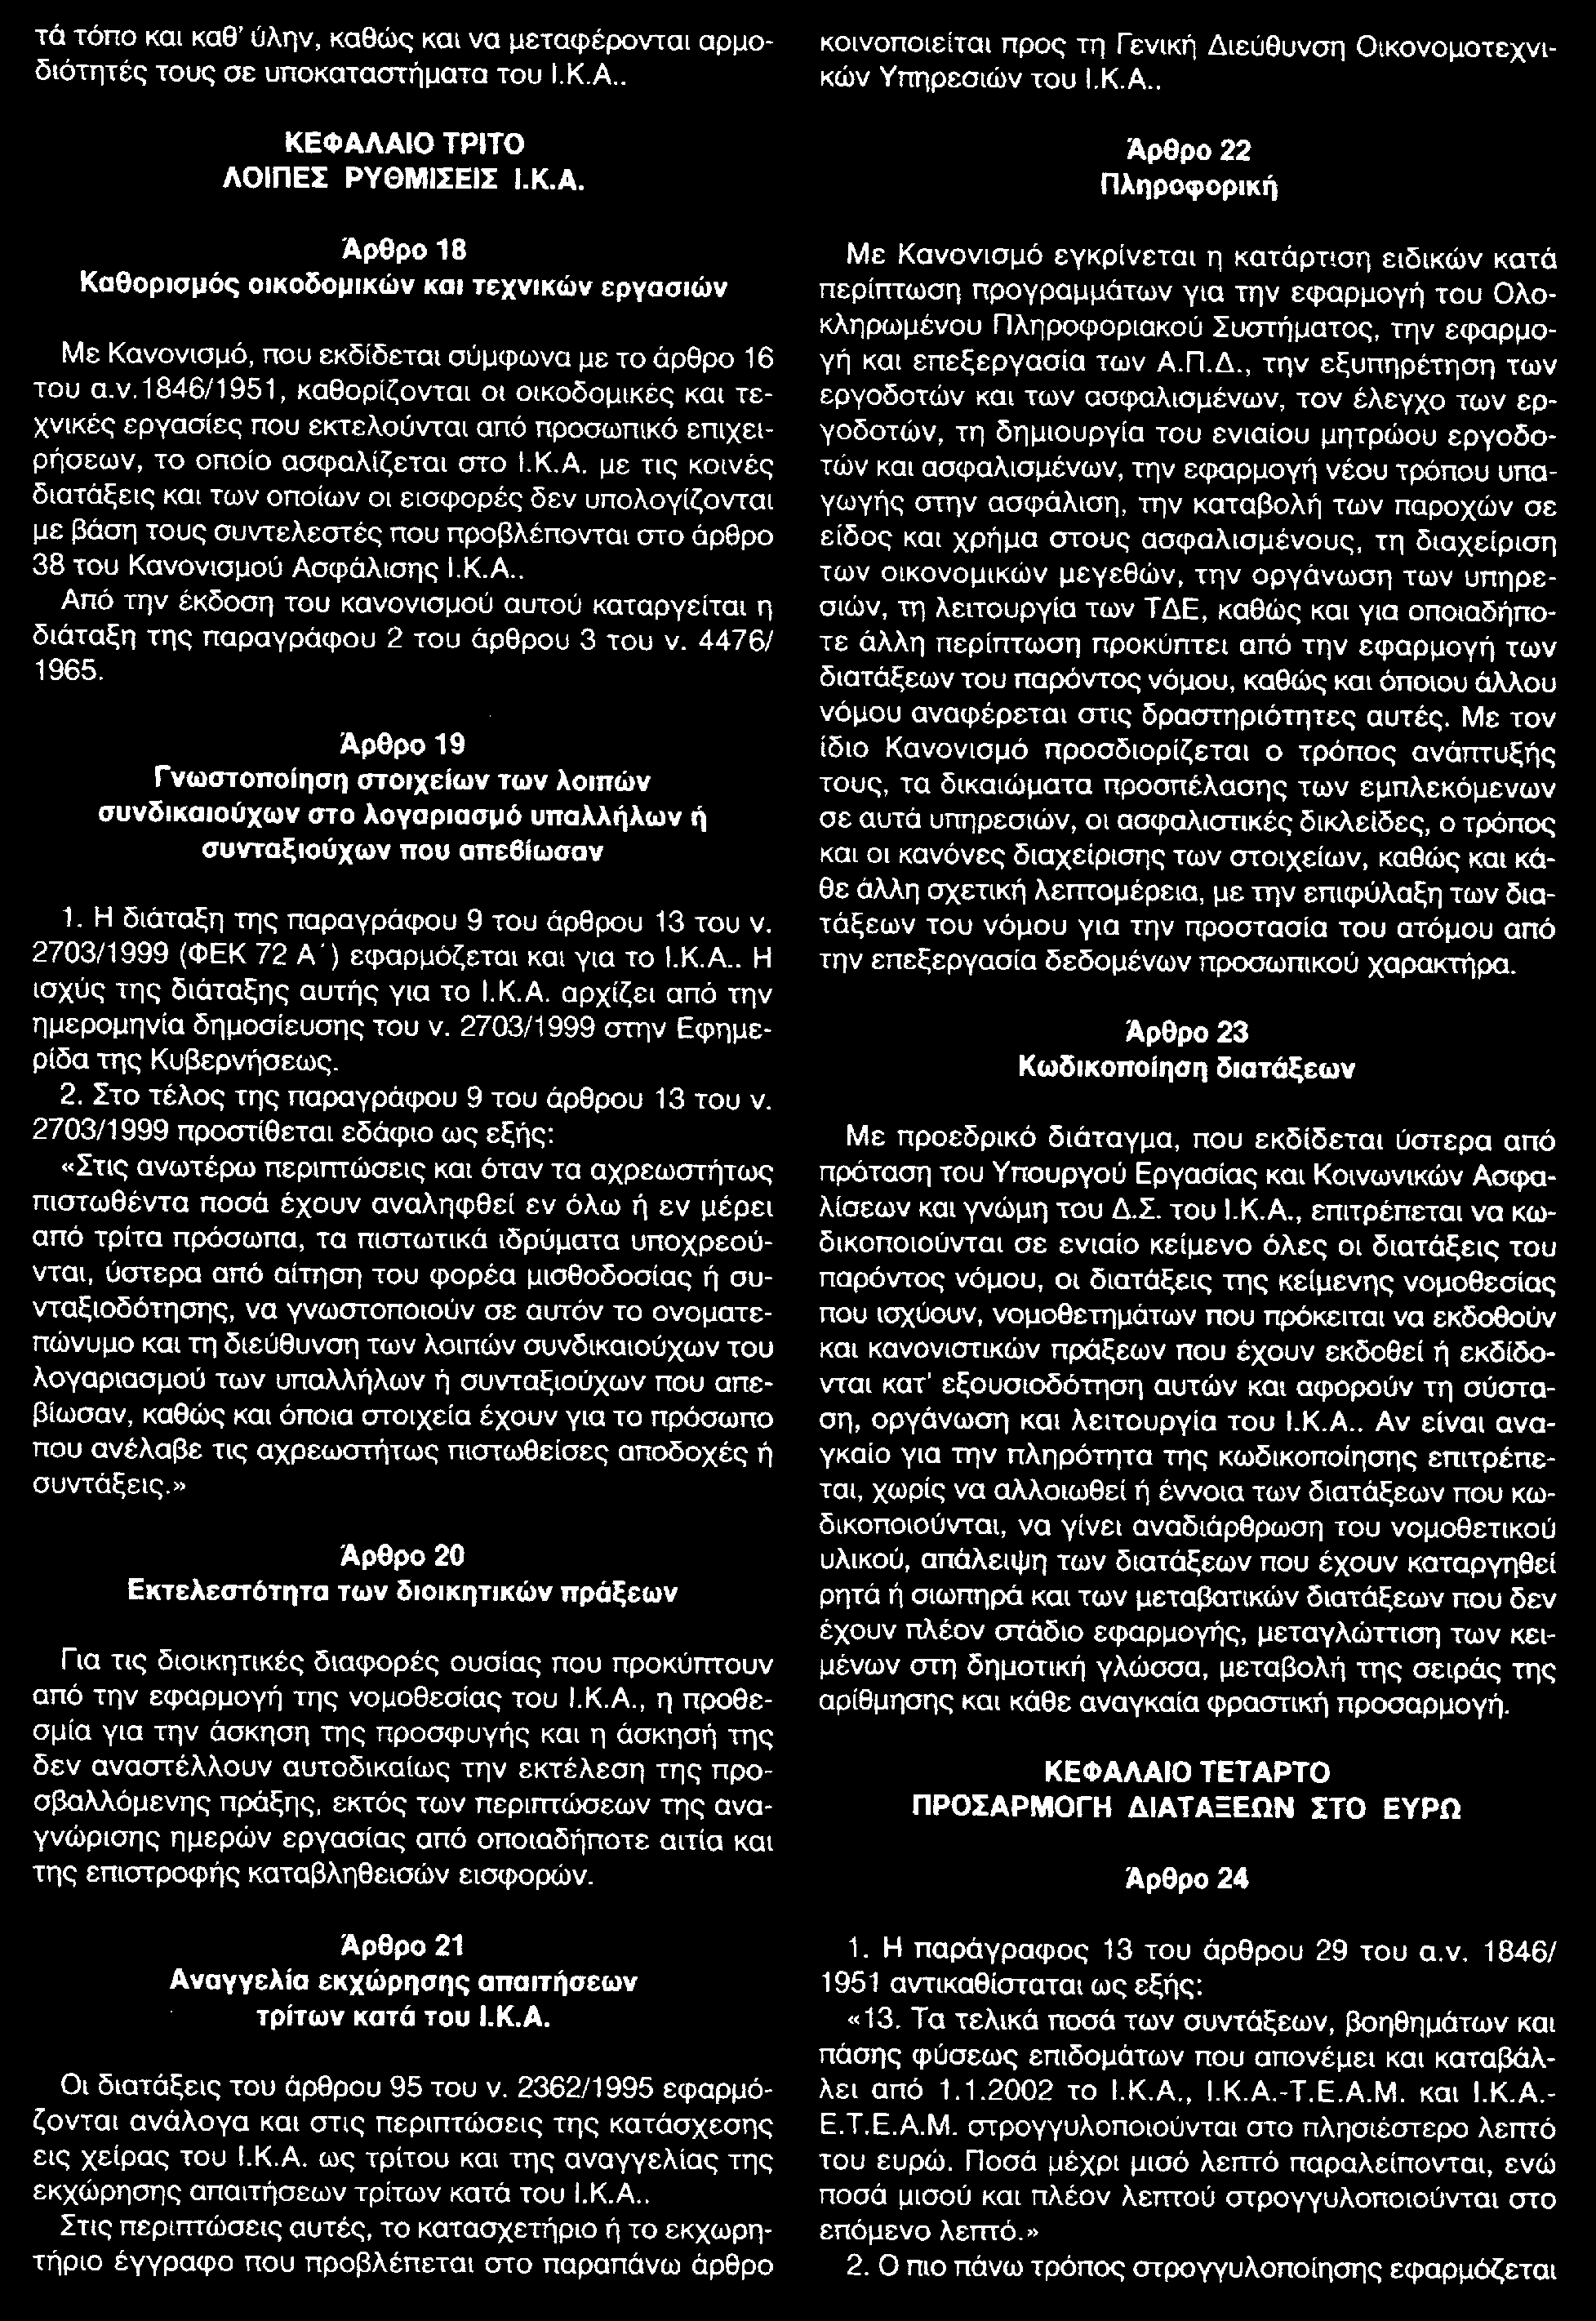 τά τόπο και καθ' ύλην, καθώς και να μεταφέρονται αρμο-
διότητές τους σε υποκαταστήματα του Ι.Κ.Α..
ΚΕΦΑΛΑΙΟ ΤΡΙΤΟ
ΛΟΙΠΕΣ ΡΥΘΜΙΣΕΙΣ Ι.Κ.Α.
Άρθρο 18
Καθορισμός οικοδομικών και τεχνικών εργασιών
Με Κανονισμό, που εκδίδεται σύμφωνα με το άρθρο 16
του α.ν.1846/1951, καθορίζονται οι οικοδομικές και τε-
χνικές εργασίες που εκτελούνται από προσωπικό επιχει-
ρήσεων, το οποίο ασφαλίζεται στο Ι.Κ.Α. με τις κοινές
διατάξεις και των οποίων οι εισφορές δεν υπολογίζονται
με βάση τους συντελεστές που προβλέπονται στο άρθρο
38 του Κανονισμού Ασφάλισης Ι.Κ.Α..
Από την έκδοση του κανονισμού αυτού καταργείται η
διάταξη της παραγράφου 2 του άρθρου 3 του ν. 4476/
1965.
Άρθρο 19
Γνωστοποίηση στοιχείων των λοιπών
συνδικαιούχων στο λογαριασμό υπαλλήλων ή
συνταξιούχων που απεβίωσαν
1. Η διάταξη της παραγράφου 9 του άρθρου 13 του ν.
2703/1999 (ΦΕΚ 72 Α΄) εφαρμόζεται και για το Ι.Κ.Α.. Η
ισχύς της διάταξης αυτής για το Ι.Κ.Α. αρχίζει από την
ημερομηνία δημοσίευσης του ν. 2703/1999 στην Εφημε-
ρίδα της Κυβερνήσεως.
2. Στο τέλος της παραγράφου 9 του άρθρου 13 του ν.
2703/1999 προστίθεται εδάφιο ως εξής:
«Στις ανωτέρω περιπτώσεις και όταν τα αχρεωστήτως
πιστωθέντα ποσά έχουν αναληφθεί εν όλω ή εν μέρει
από τρίτα πρόσωπα, τα πιστωτικά ιδρύματα υποχρεού-
νται, ύστερα από αίτηση του φορέα μισθοδοσίας ή συ-
νταξιοδότησης, να γνωστοποιούν σε αυτόν το ονοματε-
πώνυμο και τη διεύθυνση των λοιπών συνδικαιούχων του
λογαριασμού των υπαλλήλων ή συνταξιούχων που απε-
βίωσαν, καθώς και όποια στοιχεία έχουν για το πρόσωπο
που ανέλαβε τις αχρεωστήτως πιστωθείσες αποδοχές ή
συντάξεις.»
Άρθρο 20
Εκτελεστότητα των διοικητικών πράξεων
Για τις διοικητικές διαφορές ουσίας που προκύπτουν
από την εφαρμογή της νομοθεσίας του Ι.Κ.Α., η προθε-
σμία για την άσκηση της προσφυγής και η άσκησή της
δεν αναστέλλουν αυτοδικαίως την εκτέλεση της προ-
σβαλλόμενης πράξης, εκτός των περιπτώσεων της ανα-
γνώρισης ημερών εργασίας από οποιαδήποτε αιτία και
της επιστροφής καταβληθεισών εισφορών.
Άρθρο 21
Αναγγελία εκχώρησης απαιτήσεων
τρίτων κατά του Ι.Κ.Α.
Οι διατάξεις του άρθρου 95 του ν. 2362/1995 εφαρμό-
ζονται ανάλογα και στις περιπτώσεις της κατάσχεσης
εις χείρας του Ι.Κ.Α. ως τρίτου και της αναγγελίας της
εκχώρησης απαιτήσεων τρίτων κατά του Ι.Κ.Α..
Στις περιπτώσεις αυτές, το κατασχετήριο ή το εκχωρη-
τήριο έγγραφο που προβλέπεται στο παραπάνω άρθρο
κοινοποιείται προς τη Γενική Διεύθυνση Οικονομοτεχνι-
κών Υπηρεσιών του Ι.Κ.Α..
Άρθρο 22
Πληροφορική
Με Κανονισμό εγκρίνεται η κατάρτιση ειδικών κατά
περίπτωση προγραμμάτων για την εφαρμογή του Ολο-
κληρωμένου Πληροφοριακού Συστήματος, την εφαρμο-
γή και επεξεργασία των Α.Π.Δ., την εξυπηρέτηση των
εργοδοτών και των ασφαλισμένων, τον έλεγχο των ερ-
γοδοτών, τη δημιουργία του ενιαίου μητρώου εργοδο-
τών και ασφαλισμένων, την εφαρμογή νέου τρόπου υπα-
γωγής στην ασφάλιση, την καταβολή των παροχών σε
είδος και χρήμα στους ασφαλισμένους, τη διαχείριση
των οικονομικών μεγεθών, την οργάνωση των υπηρε-
σιών, τη λειτουργία των ΤΔΕ, καθώς και για οποιαδήπο-
τε άλλη περίπτωση προκύπτει από την εφαρμογή των
διατάξεων του παρόντος νόμου, καθώς και όποιου άλλου
νόμου αναφέρεται στις δραστηριότητες αυτές. Με τον
ίδιο Κανονισμό προσδιορίζεται ο τρόπος ανάπτυξής
τους, τα δικαιώματα προσπέλασης των εμπλεκόμενων
σε αυτά υπηρεσιών, οι ασφαλιστικές δικλείδες, ο τρόπος
και οι κανόνες διαχείρισης των στοιχείων, καθώς και κά-
θε άλλη σχετική λεπτομέρεια, με την επιφύλαξη των δια-
τάξεων του νόμου για την προστασία του ατόμου από
την επεξεργασία δεδομένων προσωπικού χαρακτήρα.
Άρθρο 23
Κωδικοποίηση διατάξεων
Με προεδρικό διάταγμα, που εκδίδεται ύστερα από
πρόταση του Υπουργού Εργασίας και Κοινωνικών Ασφα-
λίσεων και γνώμη του Δ.Σ. του Ι.Κ.Α., επιτρέπεται να κω-
δικοποιούνται σε ενιαίο κείμενο όλες οι διατάξεις του
παρόντος νόμου, οι διατάξεις της κείμενης νομοθεσίας
που ισχύουν, νομοθετημάτων που πρόκειται να εκδοθούν
και κανονιστικών πράξεων που έχουν εκδοθεί ή εκδίδο-
νται κατ' εξουσιοδότηση αυτών και αφορούν τη σύστα-
ση, οργάνωση και λειτουργία του Ι.Κ.Α.. Αν είναι ανα-
γκαίο για την πληρότητα της κωδικοποίησης επιτρέπε-
ται, χωρίς να αλλοιωθεί ή έννοια των διατάξεων που κω-
δικοποιούνται, να γίνει αναδιάρθρωση του νομοθετικού
υλικού, απάλειψη των διατάξεων που έχουν καταργηθεί
ρητά ή σιωπηρά και των μεταβατικών διατάξεων που δεν
έχουν πλέον στάδιο εφαρμογής, μεταγλώττιση των κει-
μένων στη δημοτική γλώσσα, μεταβολή της σειράς της
αρίθμησης και κάθε αναγκαία φραστική προσαρμογή.
ΚΕΦΑΛΑΙΟ ΤΕΤΑΡΤΟ
ΠΡΟΣΑΡΜΟΓΗ ΔΙΑΤΑΞΕΩΝ ΣΤΟ ΕΥΡΩ
Άρθρο 24
1. Η παράγραφος 13 του άρθρου 29 του α.ν. 1846/
1951 αντικαθίσταται ως εξής:
«13. Τα τελικά ποσά των συντάξεων, βοηθημάτων και
πάσης φύσεως επιδομάτων που απονέμει και καταβάλ-
λει από 1.1.2002 το Ι.Κ.Α., Ι.Κ.Α.-Τ.Ε.Α.Μ. και Ι.Κ.Α.-
Ε.Τ.Ε.Α.Μ. στρογγυλοποιούνται στο πλησιέστερο λεπτό
του ευρώ. Ποσά μέχρι μισό λεπτό παραλείπονται, ενώ
ποσά μισού και πλέον λεπτού στρογγυλοποιούνται στο
επόμενο λεπτό.»
2. Ο πιο πάνω τρόπος στρογγυλοποίησης εφαρμόζεται